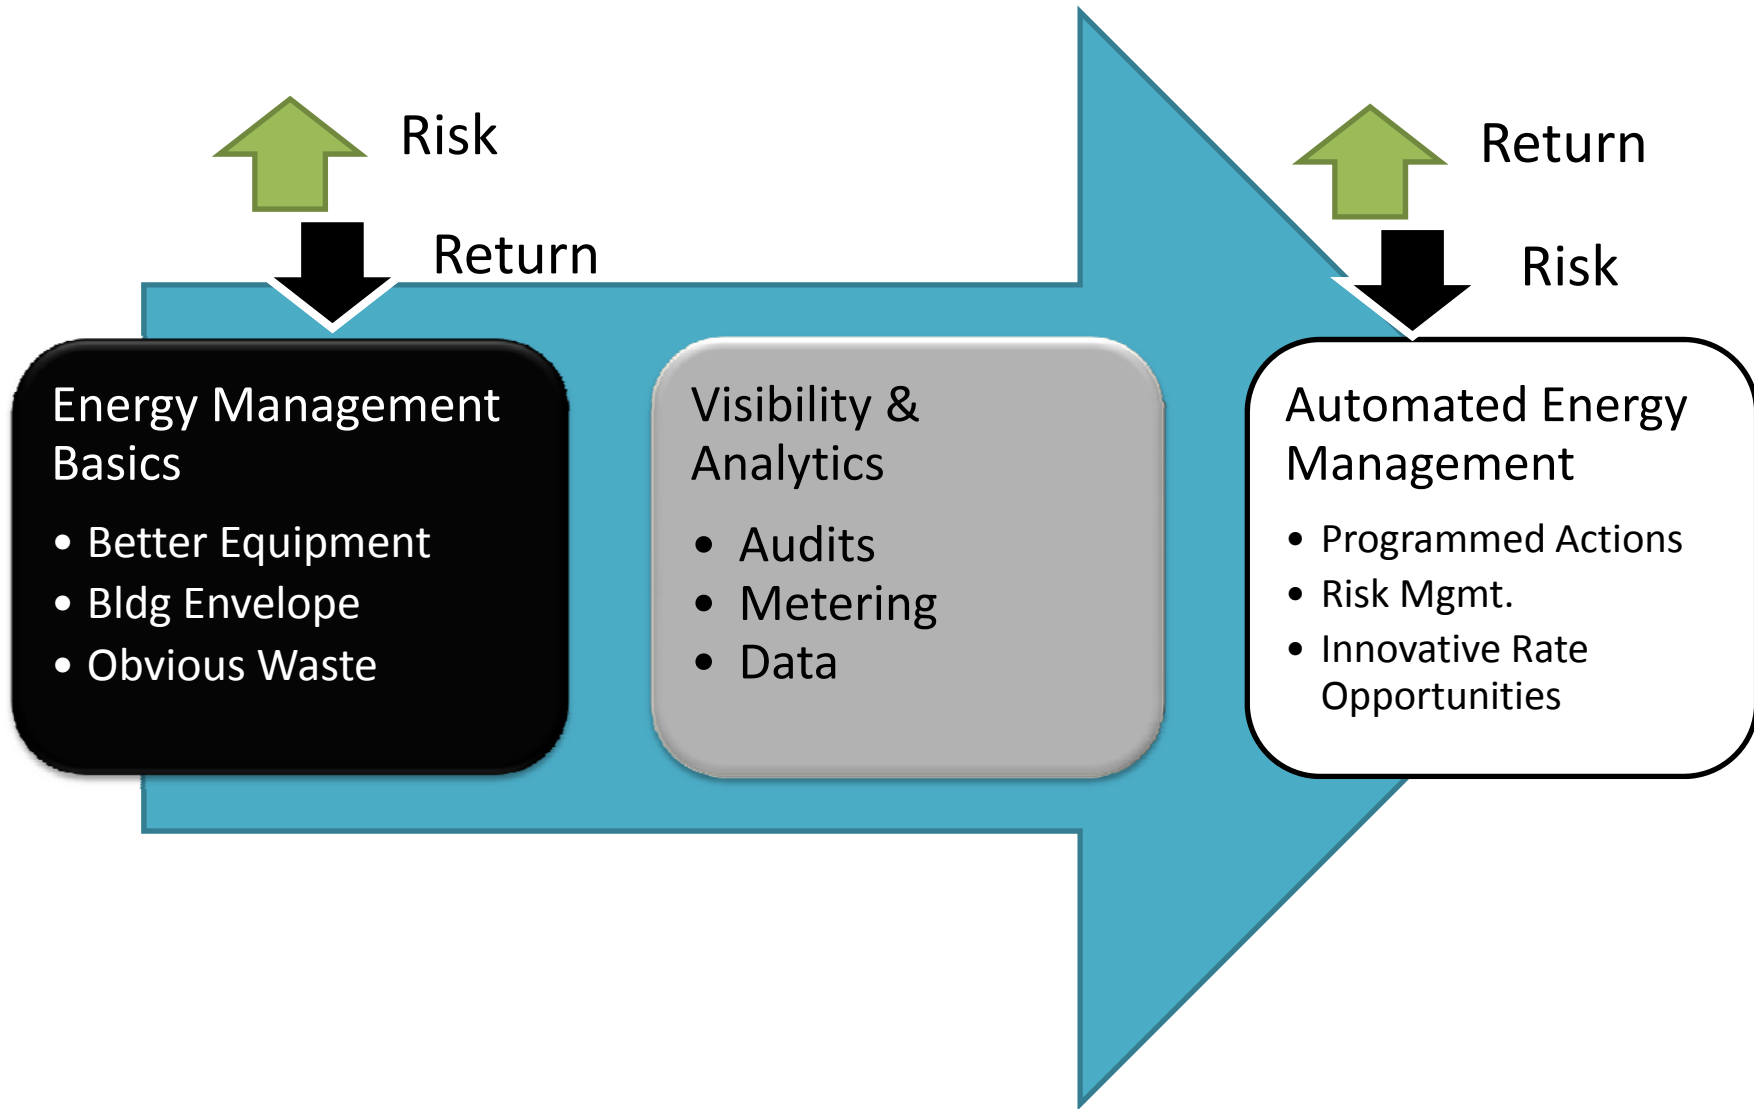 Risk
Return
Return
Risk
Energy Management
Basics
• Better Equipment
• Bldg Envelope
• Obvious Waste
Visibility &
Analytics
• Audits
• Metering
• Data
Automated Energy
Management
• Programmed Actions
• Risk Mgmt.
• Innovative Rate
Opportunities